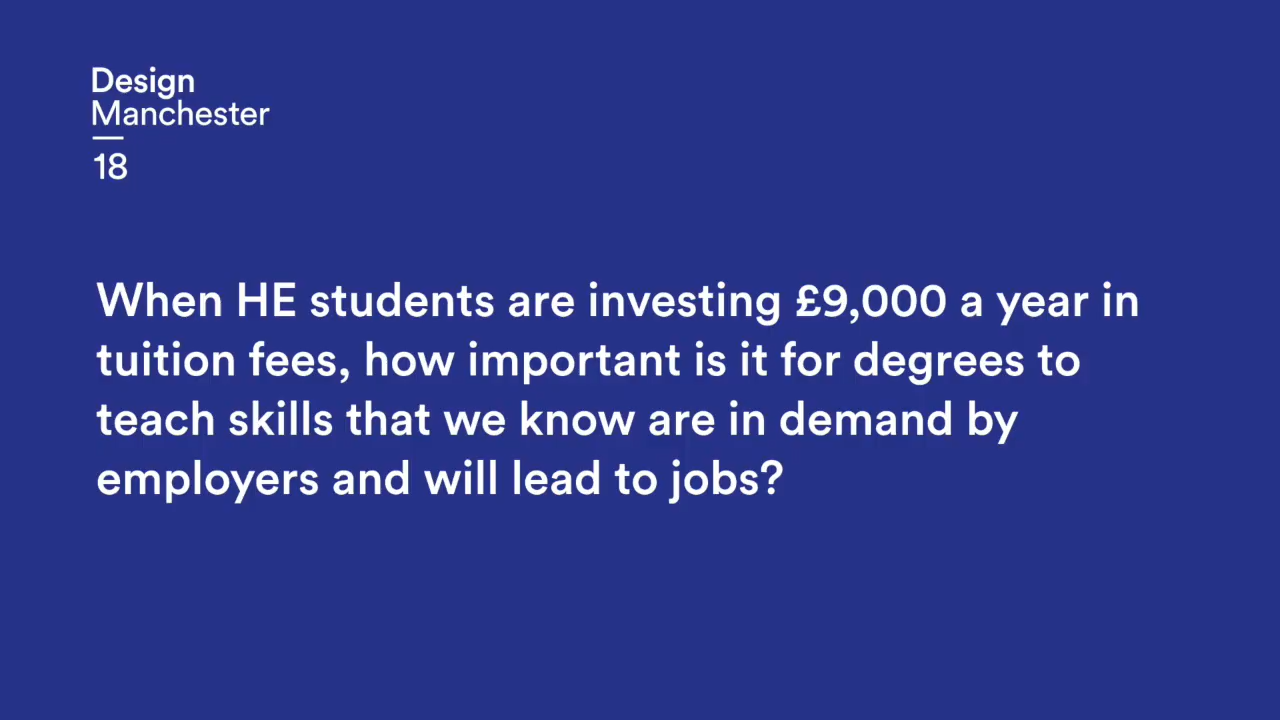 Design
Manchester
18
When HE students are investing £9,000 a year in
tuition fees, how important is it for degrees to
teach skills that we know are in demand by
employers and will lead to jobs?